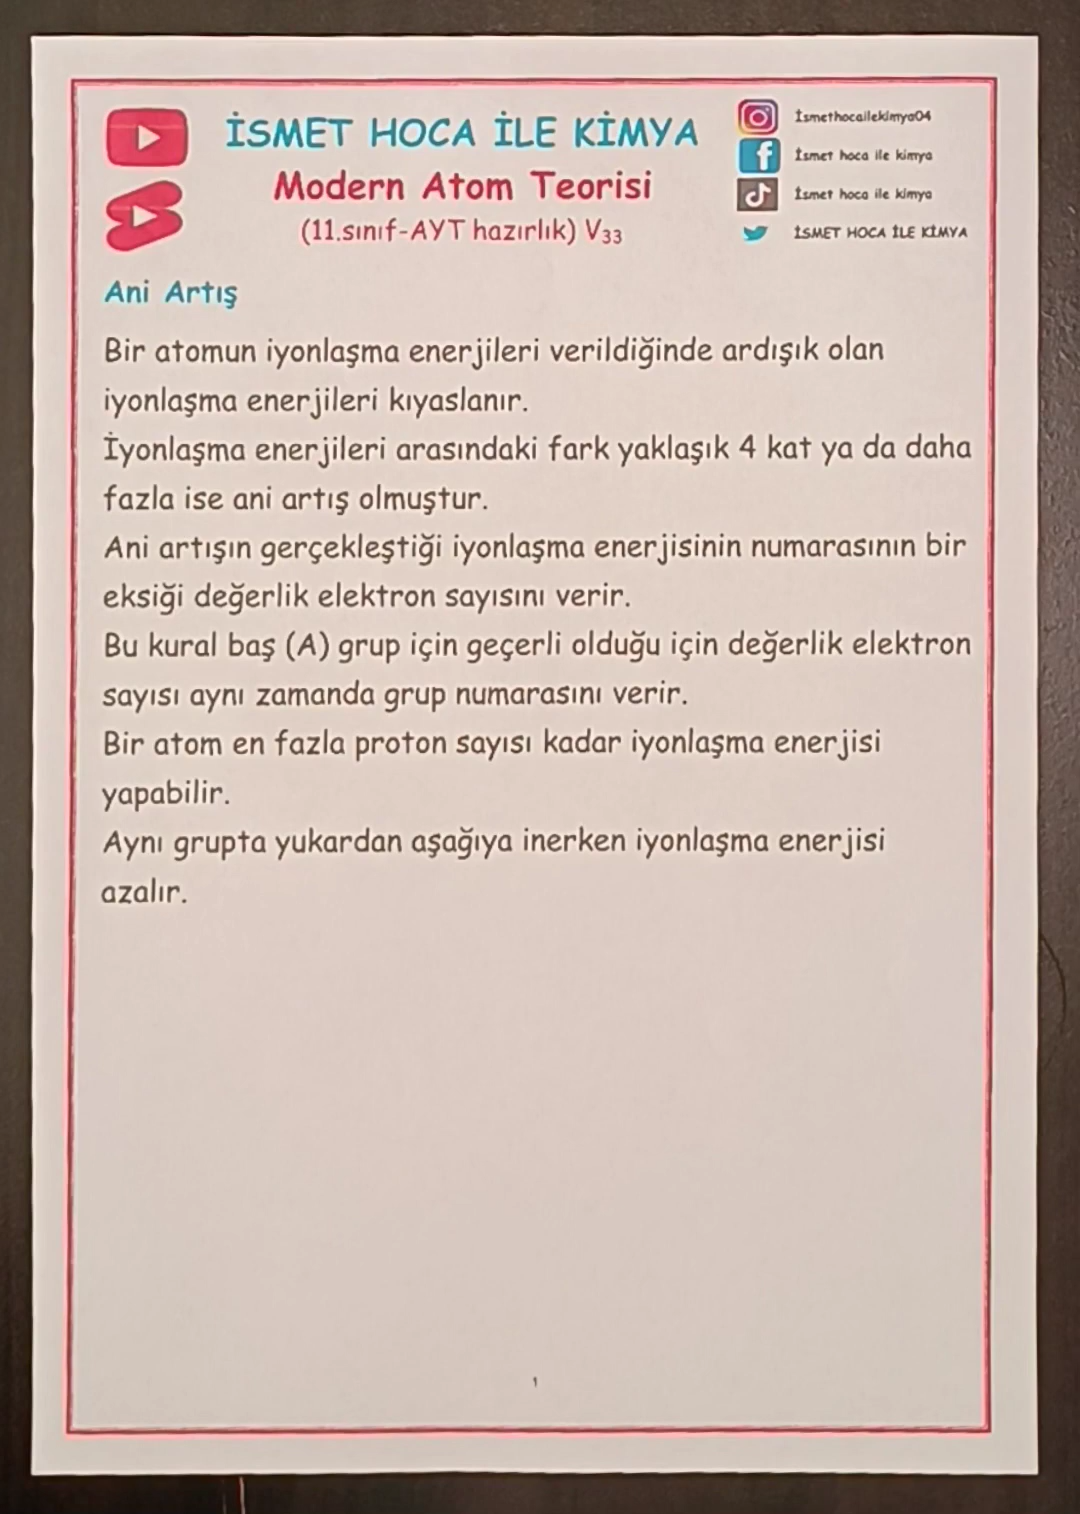 İSMET HOCA İLE KİMYA
Modern Atom Teorisi
(11.sınıf-AYT hazırlık) V33
İsmethocailekimya04
İsmet hoca ile kimya
İsmet hoca ile kimya
İSMET HOCA İLE KİMYA
Ani Artış
Bir atomun iyonlaşma enerjileri verildiğinde ardışık olan
iyonlaşma enerjileri kıyaslanır.
İyonlaşma enerjileri arasındaki fark yaklaşık 4 kat ya da daha
fazla ise ani artış olmuştur.
Ani artışın gerçekleştiği iyonlaşma enerjisinin numarasının bir
eksiği değerlik elektron sayısını verir.
Bu kural baş (A) grup için geçerli olduğu için değerlik elektron
sayısı aynı zamanda grup numarasını verir.
Bir atom en fazla proton sayısı kadar iyonlaşma enerjisi
yapabilir.
Aynı grupta yukardan aşağıya inerken iyonlaşma enerjisi
azalır.
1